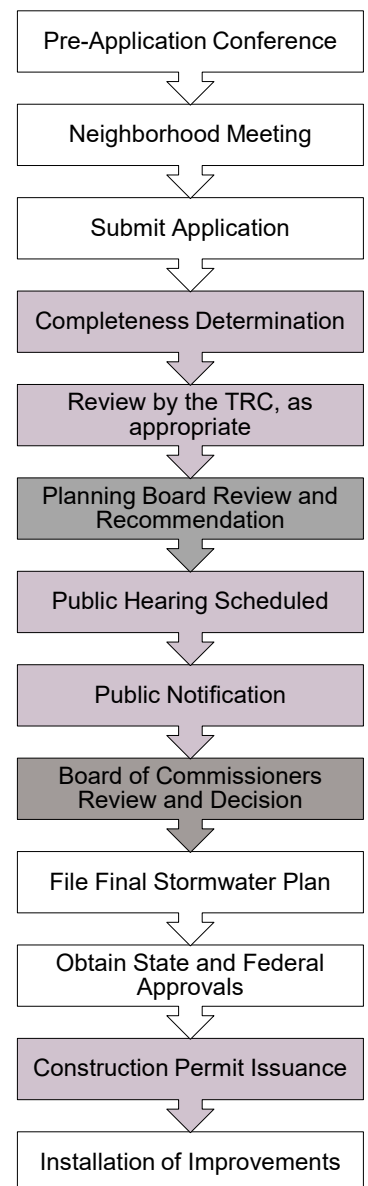 Pre-Application Conference
Neighborhood Meeting
Submit Application
Completeness Determination
Review by the TRC, as
appropriate
Planning Board Review and
Recommendation
Public Hearing Scheduled
Public Notification
Board of Commissioners
Review and Decision
File Final Stormwater Plan
Obtain State and Federal
Approvals
Construction Permit Issuance
Installation of Improvements